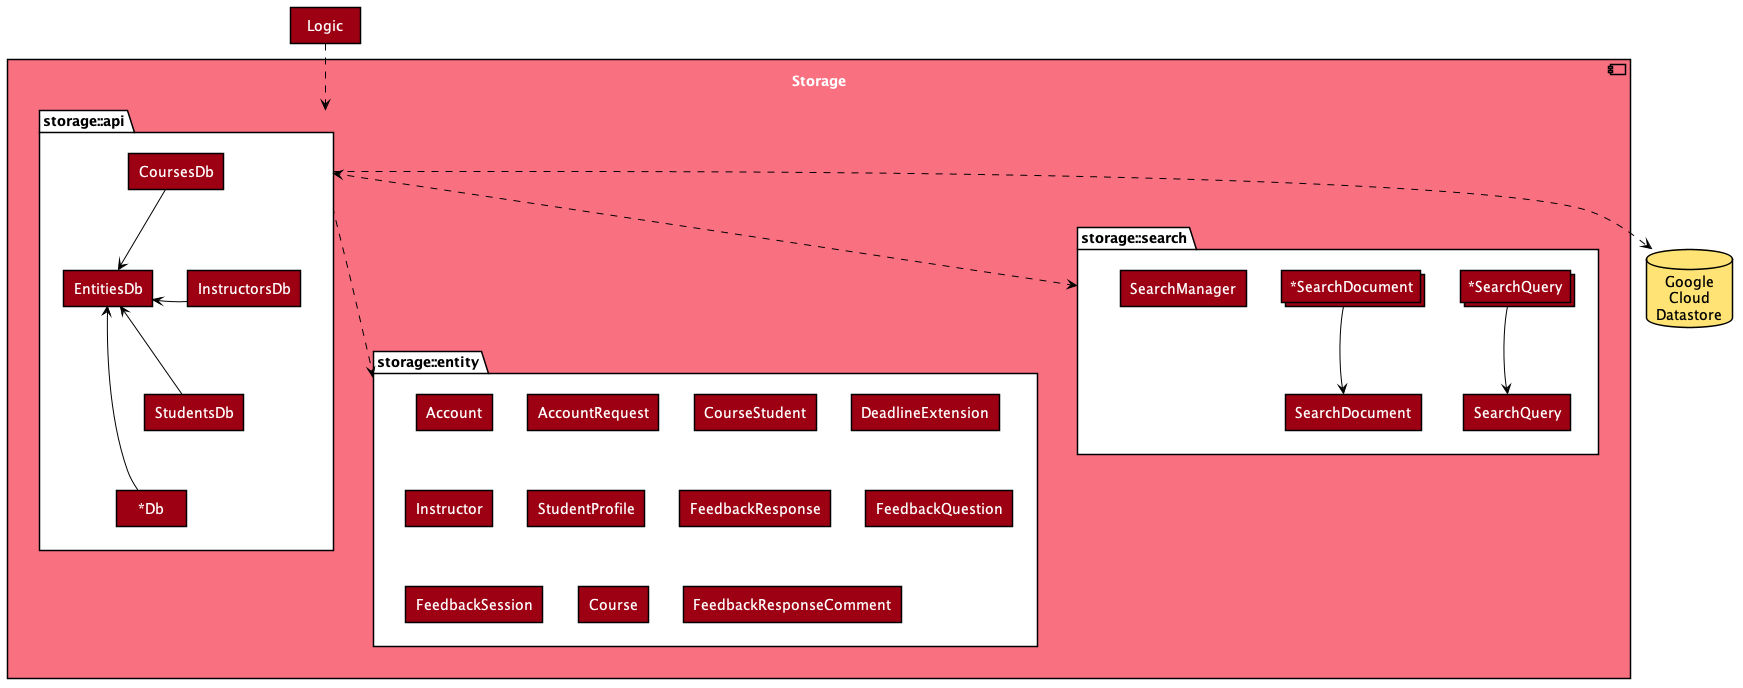 Logic
Storage
storage::api
CoursesDb
EntitiesDb
InstructorsDb
StudentsDb
*Db
storage::entity
Account
AccountRequest
CourseStudent
DeadlineExtension
Instructor
StudentProfile
FeedbackResponse
FeedbackQuestion
FeedbackSession
Course
FeedbackResponseComment
storage::search
SearchManager
*SearchDocument
*SearchQuery
SearchDocument
SearchQuery
Google
Cloud
Datastore